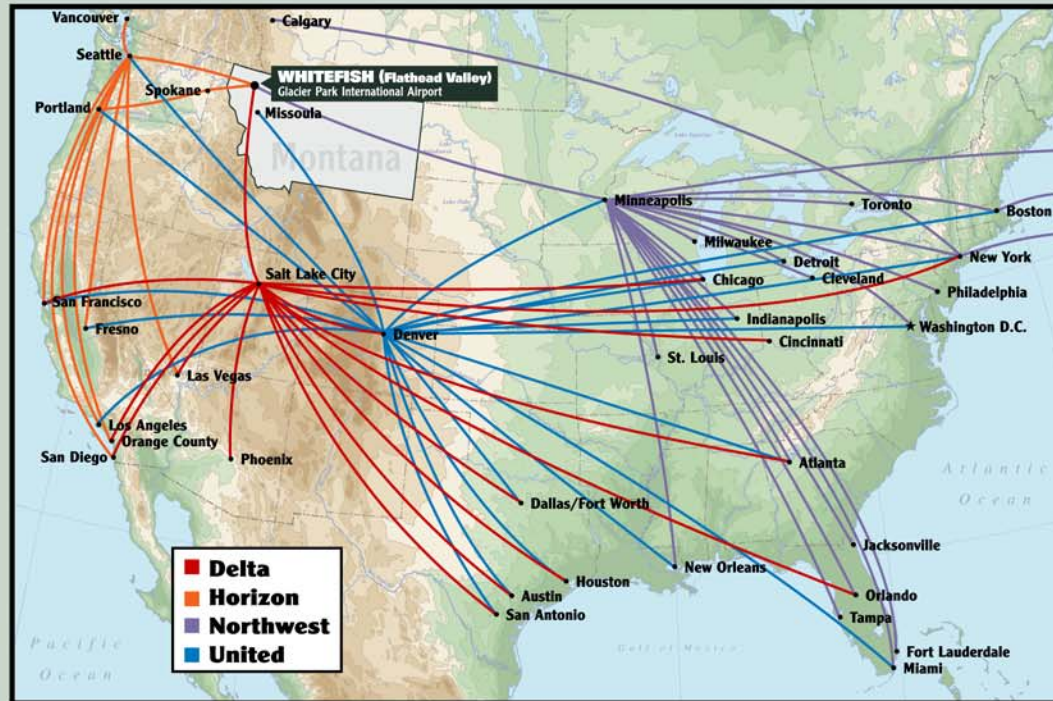 Vancouver
Calgary
Seattle
WHITEFISH (Flathead Valley)
Glacier Park International Airport
Spokane
Portland
Missoula
Montana
Minneapolis
Toronto
Boston
Milwaukee
Detroit
New York
Salt Lake City
Chicago
Cleveland
Philadelphia
San Francisco
Fresno
Denver
Indianapolis
Washington D.C.
Cincinnati
St. Louis
Las Vegas
Los Angeles
Orange County
San Diego
Phoenix
Atlanta
Atlantic
Ocean
Dallas/Fort Worth
Jacksonville
New Orleans
Houston
Austin
San Antonio
Orlando
Tampa
Delta
Horizon
Northwest
United
Pacific
Ocean
Gulf of Mexico
Fort Lauderdale
Miami